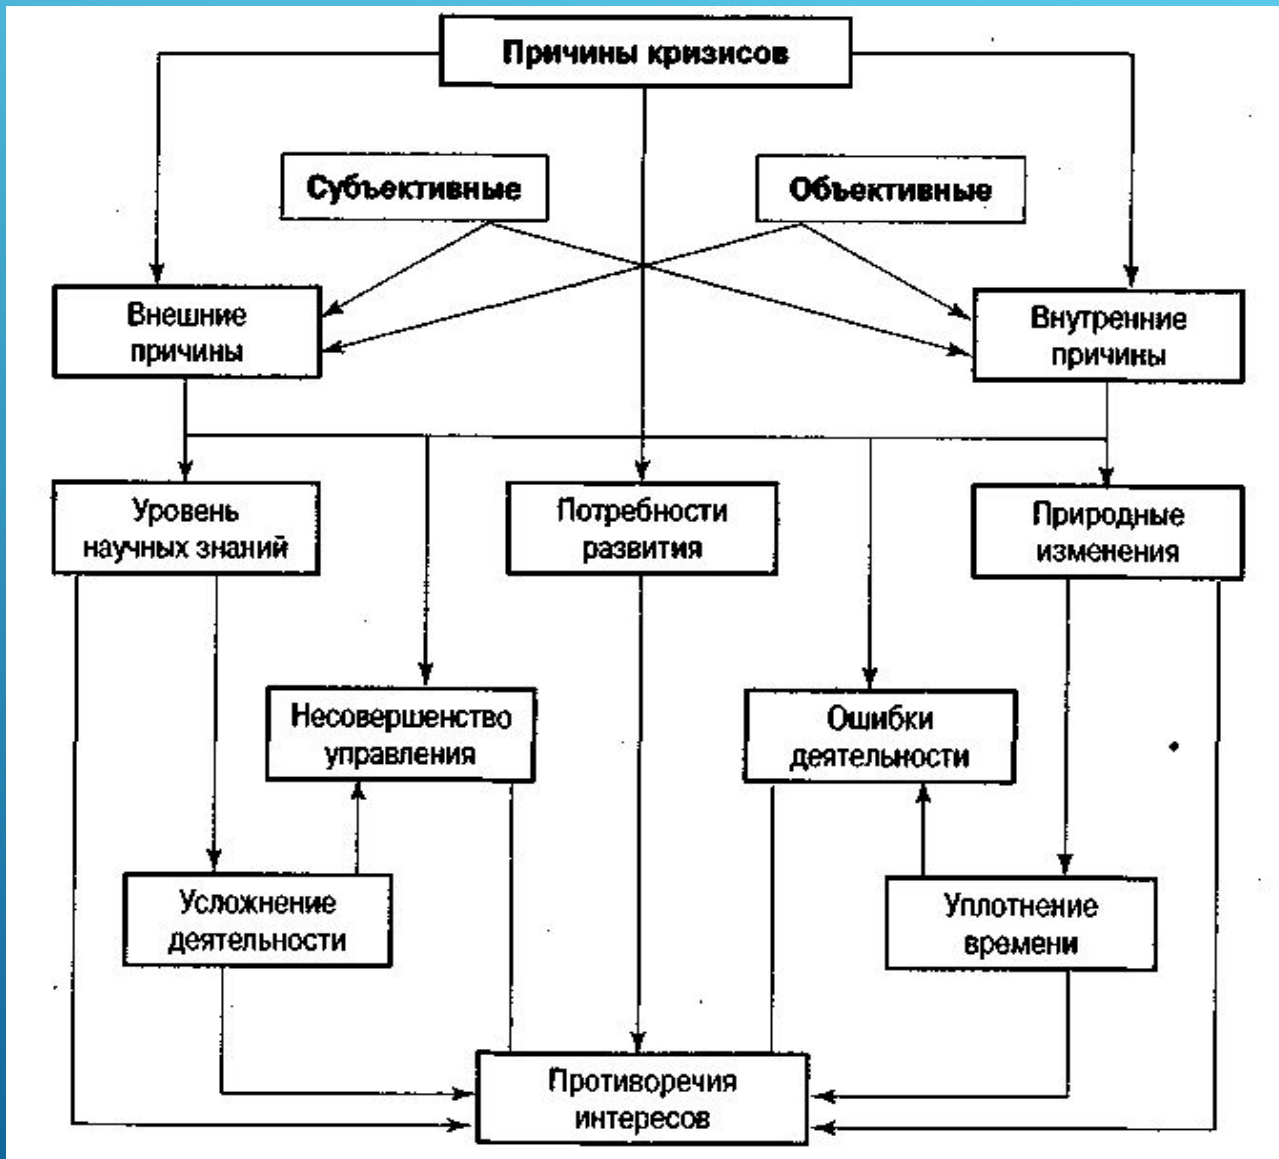 Причины кризисов
Субъективные
Объективные
Внешние
причины
Внутренние
причины
Уровень
научных знаний
Потребности
развития
Природные
изменения
Несовершенство
управления
Ошибки
деятельности
Усложнение
деятельности
Уплотнение
времени
Противоречия
интересов